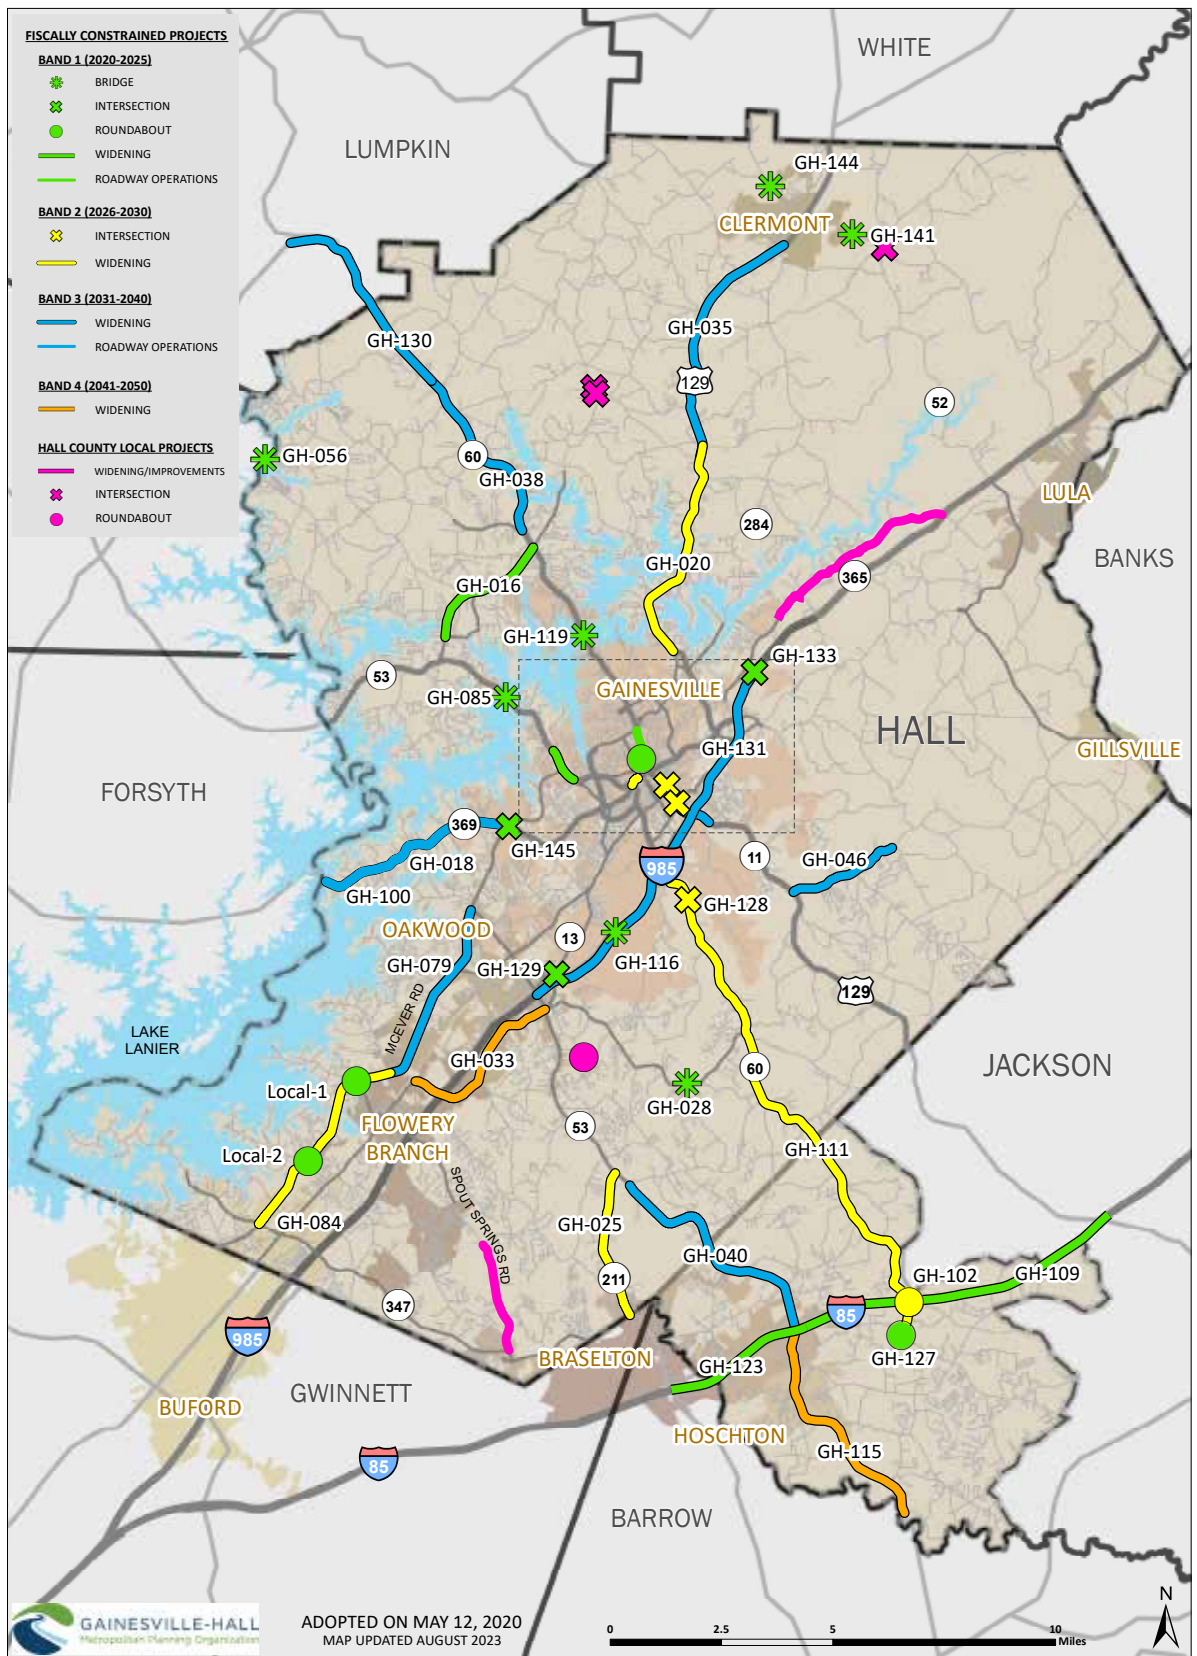 FISCALLY CONSTRAINED PROJECTS
BAND 1 (2020-2025)
BRIDGE
INTERSECTION
ROUNDABOUT
WIDENING
ROADWAY OPERATIONS
BAND 2 (2026-2030)
INTERSECTION
WIDENING
BAND 3 (2031-2040)
WIDENING
ROADWAY OPERATIONS
BAND 4 (2041-2050)
WIDENING
HALL COUNTY LOCAL PROJECTS
WIDENING/IMPROVEMENTS
INTERSECTION
ROUNDABOUT
WHITE
LUMPKIN
GH-144
CLERMONT
GH-141
GH-035
GH-130
129
52
GH-056
60
GH-038
LULA
284
BANKS
GH-020
365
GH-016
GH-119
GH-133
53
GAINESVILLE
GH-085
HALL
GH-131
GILLSVILLE
FORSYTH
369
GH-145
11
GH-018
985
GH-046
GH-100
GH-128
OAKWOOD
13
GH-079
GH-129
GH-116
129
MCEVER RD
LAKE
LANIER
GH-033
JACKSON
60
Local-1
GH-028
FLOWERY
BRANCH
53
GH-111
Local-2
SPOUT SPRINGS RD
GH-084
GH-025
GH-040
GH-102
GH-109
211
347
85
985
GH-127
BRASELTON
GH-123
GWINNETT
BUFORD
HOSCHTON
GH-115
85
BARROW
GAINESVILLE-HALL
Metropolitan Planning Organization
ADOPTED ON MAY 12, 2020
MAP UPDATED AUGUST 2023
0 2.5 5 10
Miles
N